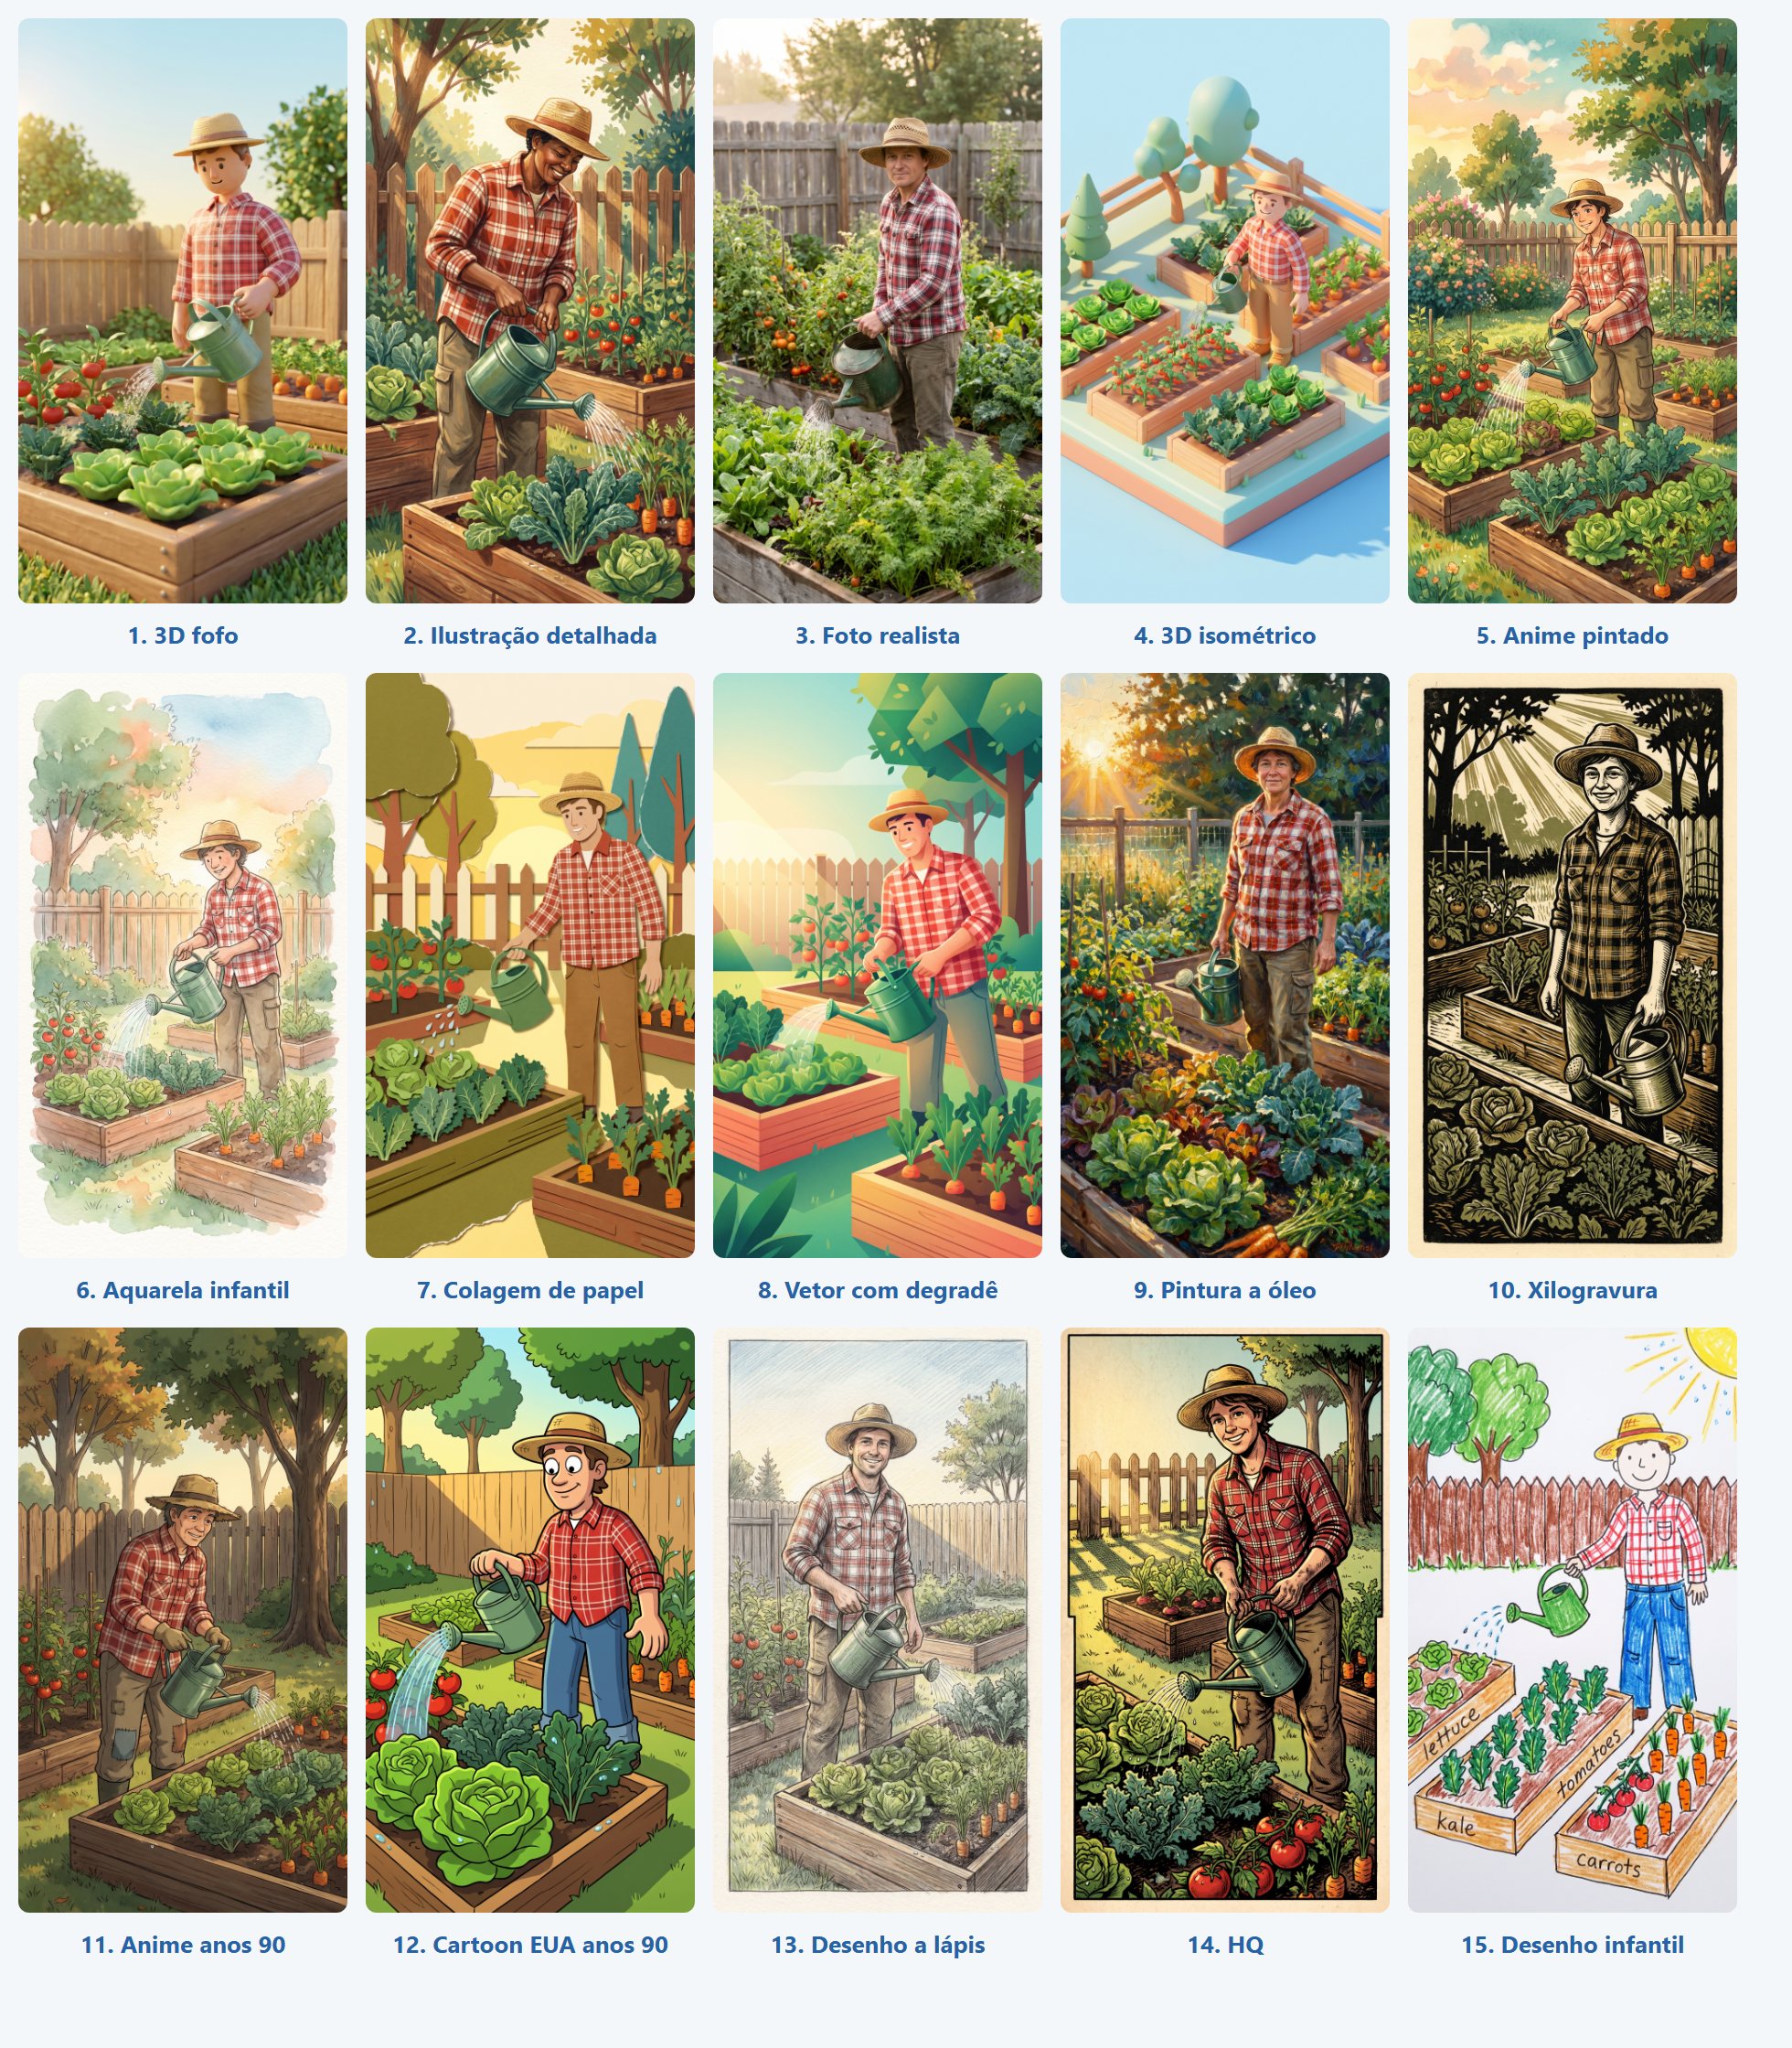 1. 3D fofo
2. Ilustração detalhada
3. Foto realista
4. 3D isométrico
5. Anime pintado
6. Aquarela infantil
7. Colagem de papel
8. Vetor com degradê
9. Pintura a óleo
10. Xilogravura
lettuce
tomatoes
kale
carrots
11. Anime anos 90
12. Cartoon EUA anos 90
13. Desenho a lápis
14. HQ
15. Desenho infantil